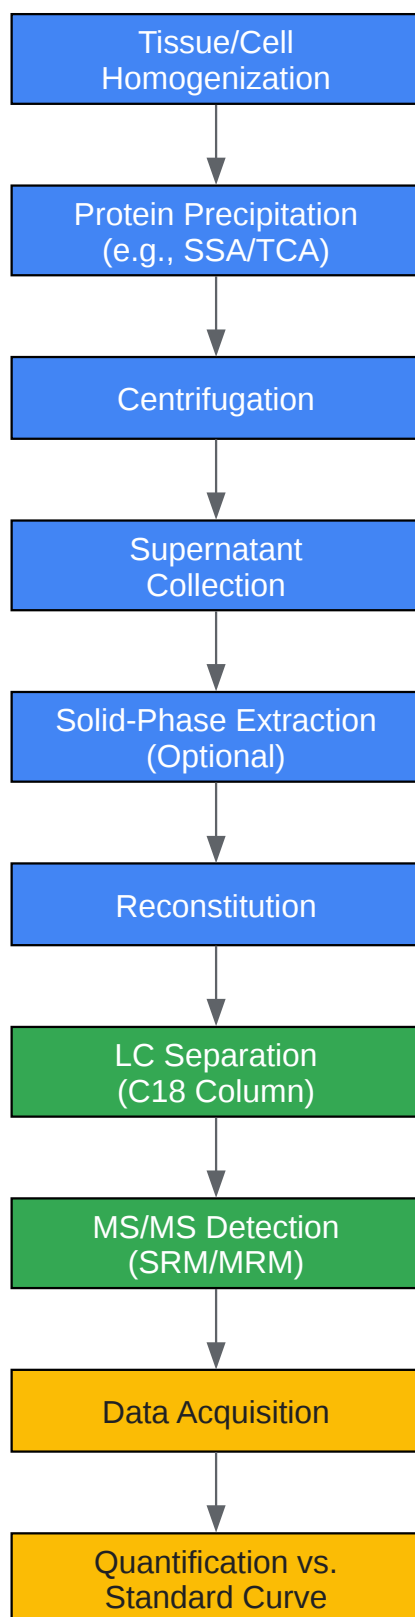 Tissue/Cell
Homogenization
Protein Precipitation
(e.g., SSA/TCA)
Centrifugation
Supernatant
Collection
Solid-Phase Extraction
(Optional)
Reconstitution
LC Separation
(C18 Column)
MS/MS Detection
(SRM/MRM)
Data Acquisition
Quantification vs.
Standard Curve